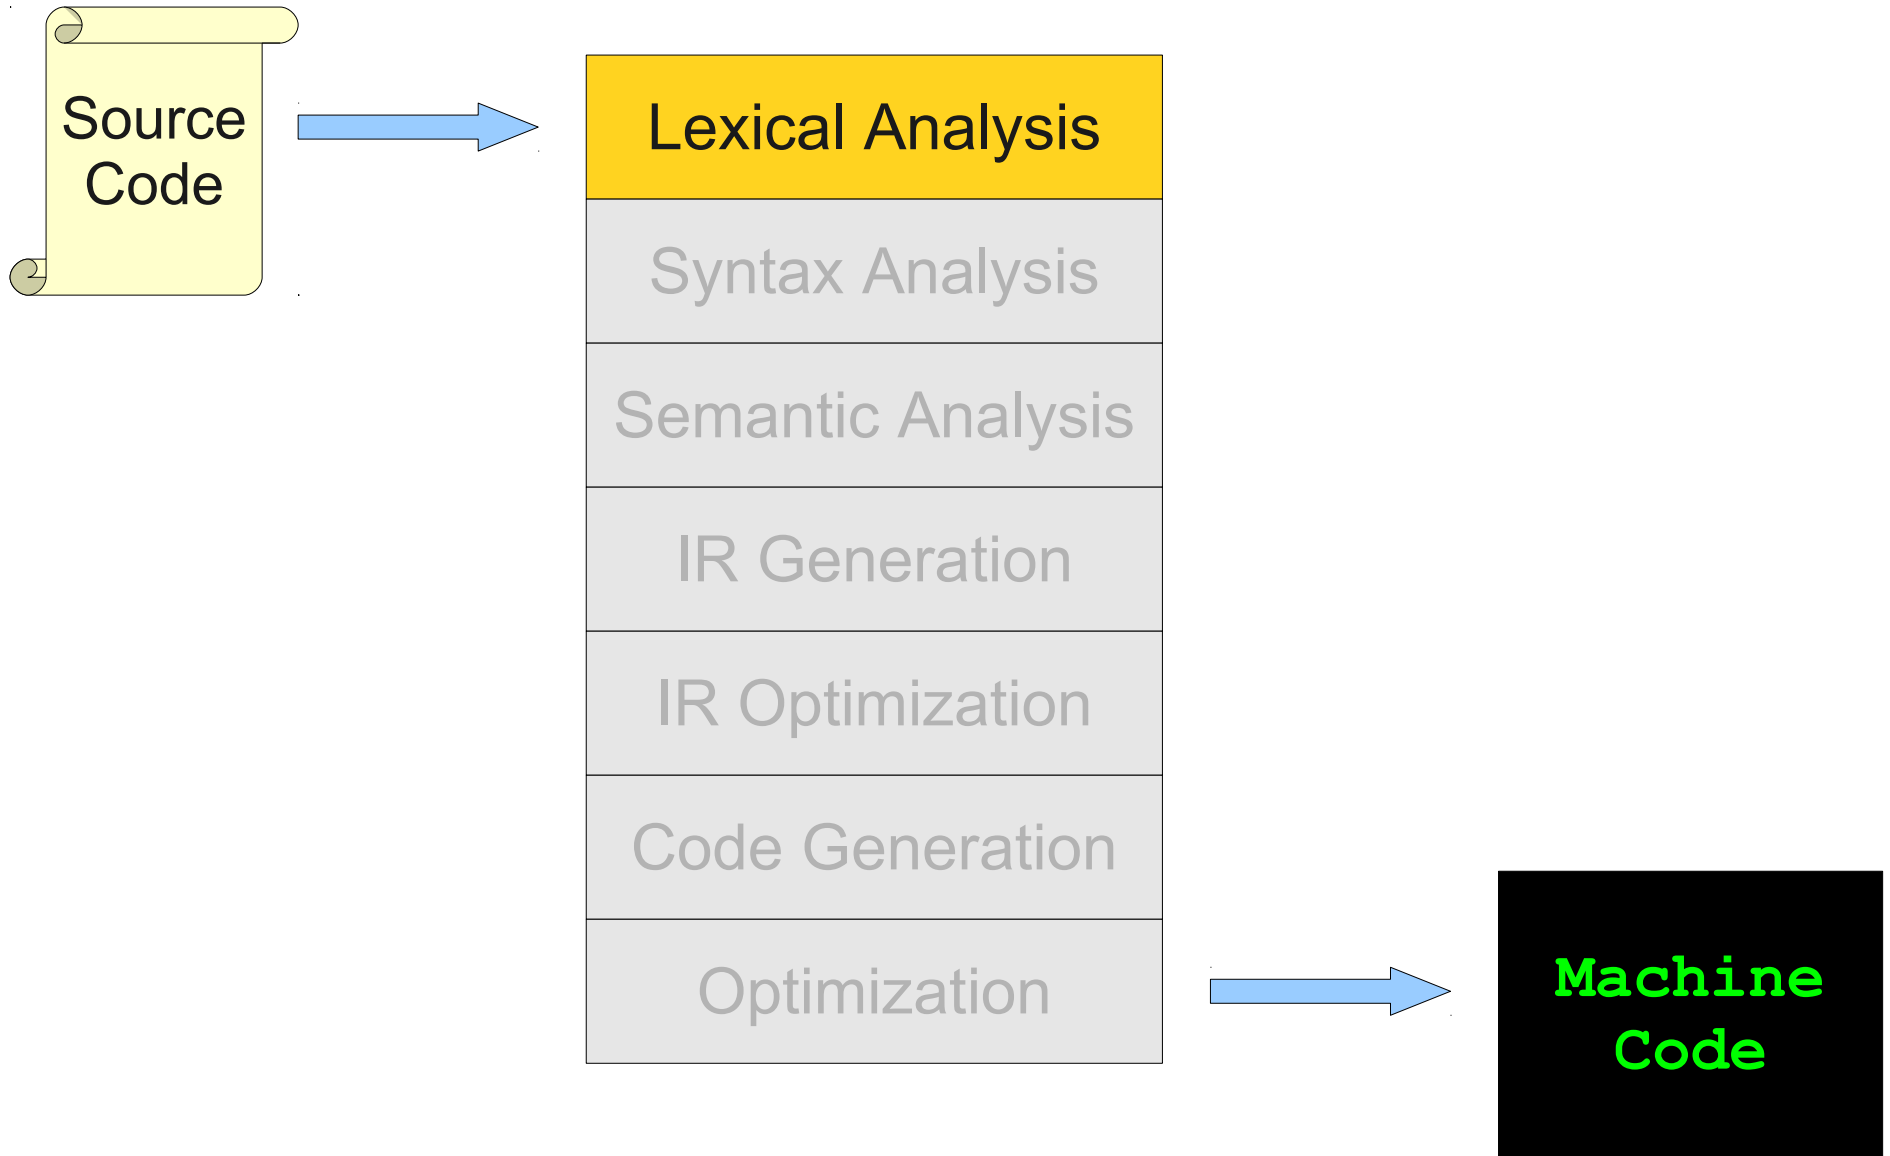 Source
Code
Lexical Analysis
Syntax Analysis
Semantic Analysis
IR Generation
IR Optimization
Code Generation
Optimization
Machine
Code